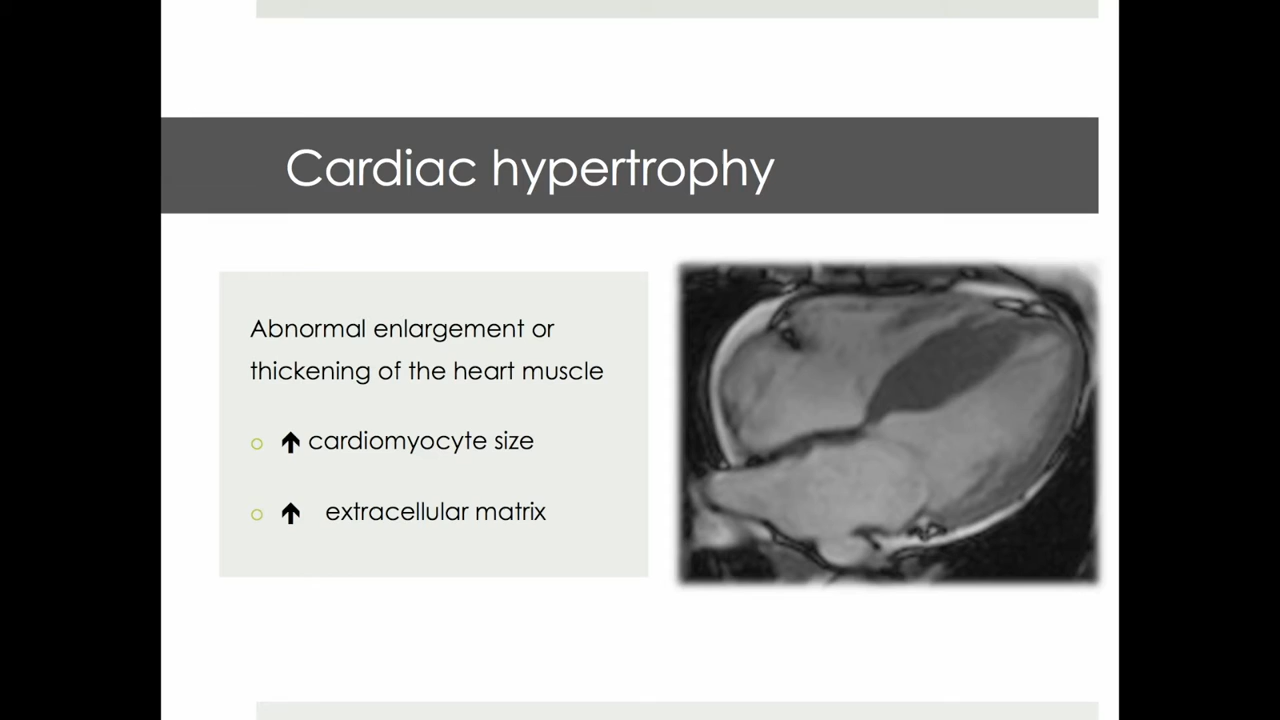 Cardiac hypertrophy
Abnormal enlargement or
thickening of the heart muscle
o ↑ cardiomyocyte size
o ↑ extracellular matrix